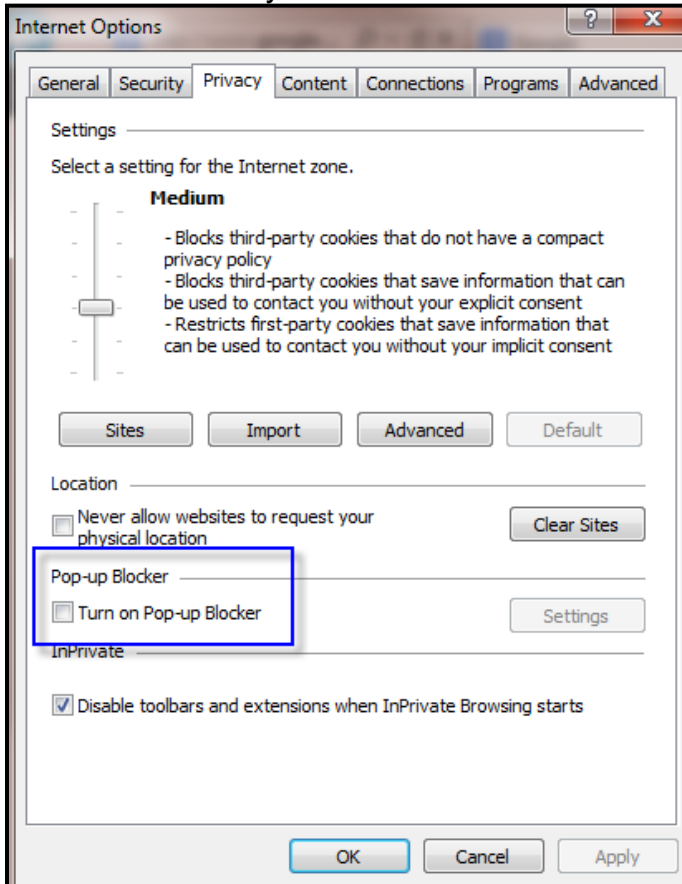 Internet Options
? X
General Security Privacy Content Connections Programs Advanced
Settings
Select a setting for the Internet zone.
Medium
- Blocks third-party cookies that do not have a compact
privacy policy
- Blocks third-party cookies that save information that can
be used to contact you without your explicit consent
- Restricts first-party cookies that save information that
can be used to contact you without your implicit consent
Sites Import Advanced Default
Location
Never allow websites to request your
physical location
Clear Sites
Pop-up Blocker
Turn on Pop-up Blocker
Settings
InPrivate
Disable toolbars and extensions when InPrivate Browsing starts
OK Cancel Apply